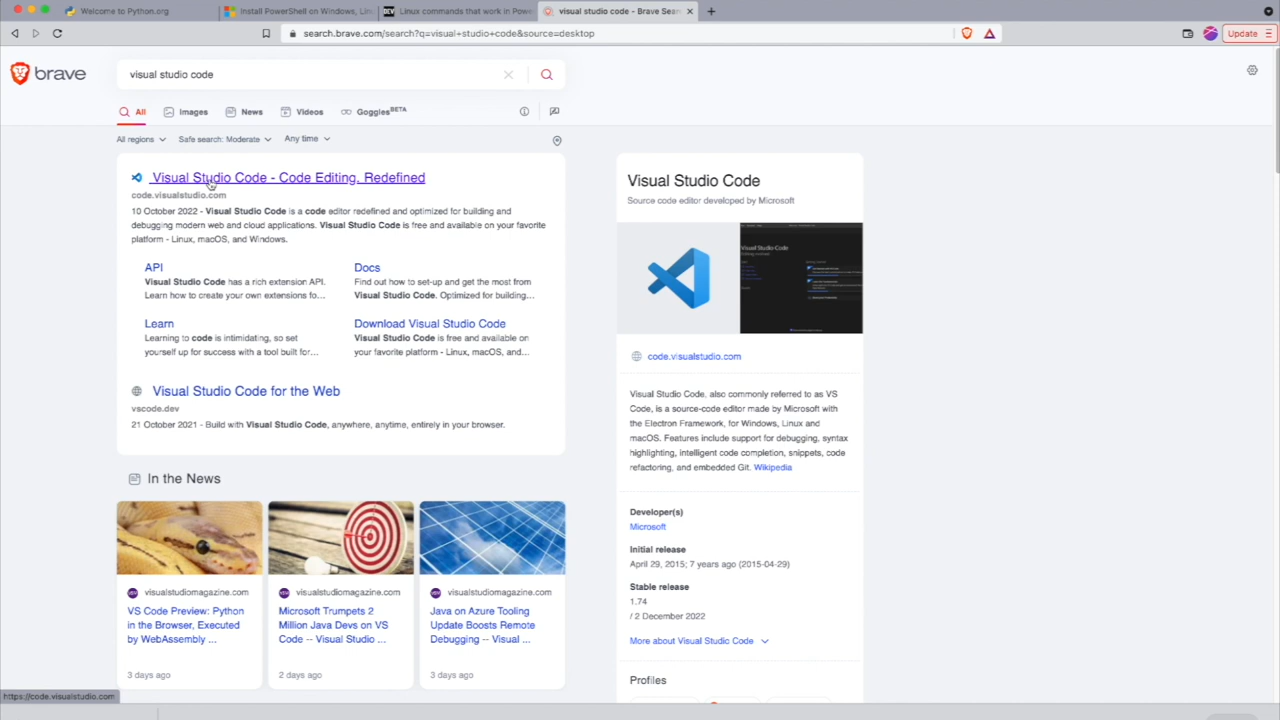 Welcome to Python.org
Install PowerShell on Windows, Lin
DEV
Linux commands that work in Powe
visual studio code - Brave Sear
search.brave.com/search?q=visual+studio+code&source=desktop
Update
brave
visual studio code
All
Images
News
Videos
Goggles BETA
All regions
Safe search: Moderate
Any time
Visual Studio Code - Code Editing. Redefined
code.visualstudio.com
10 October 2022 - Visual Studio Code is a code editor redefined and optimized for building and
debugging modern web and cloud applications. Visual Studio Code is free and available on your favorite
platform - Linux, macOS, and Windows.
API
Visual Studio Code has a rich extension API.
Learn how to create your own extensions fo...
Docs
Find out how to set-up and get the most from
Visual Studio Code. Optimized for building...
Learn
Learning to code is intimidating, so set
yourself up for success with a tool built for...
Download Visual Studio Code
Visual Studio Code is free and available on
your favorite platform - Linux, macOS, and...
Visual Studio Code for the Web
vscode.dev
21 October 2021 - Build with Visual Studio Code, anywhere, anytime, entirely in your browser.
In the News
visualstudiomagazine.com
VS Code Preview: Python
in the Browser, Executed
by WebAssembly ...
3 days ago
visualstudiomagazine.com
Microsoft Trumpets 2
Million Java Devs on VS
Code -- Visual Studio ...
2 days ago
visualstudiomagazine.com
Java on Azure Tooling
Update Boosts Remote
Debugging -- Visual ...
3 days ago
Visual Studio Code
Source code editor developed by Microsoft
Visual Studio Code
code.visualstudio.com
Visual Studio Code, also commonly referred to as VS
Code, is a source-code editor made by Microsoft with
the Electron Framework, for Windows, Linux and
macOS. Features include support for debugging, syntax
highlighting, intelligent code completion, snippets, code
refactoring, and embedded Git. Wikipedia
Developer(s)
Microsoft
Initial release
April 29, 2015; 7 years ago (2015-04-29)
Stable release
1.74
/ 2 December 2022
More about Visual Studio Code
Profiles
https://code.visualstudio.com